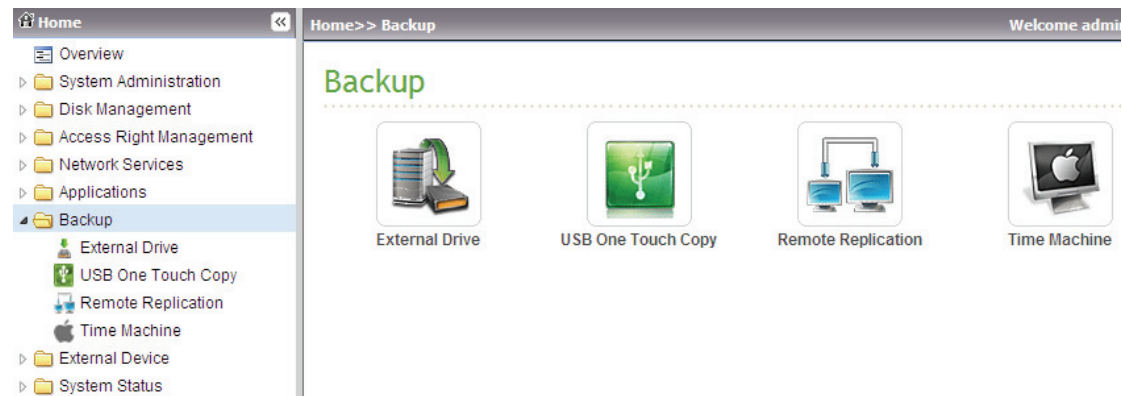 Home
Overview
System Administration
Disk Management
Access Right Management
Network Services
Applications
Backup
External Drive
USB One Touch Copy
Remote Replication
Time Machine
External Device
System Status
Home>> Backup Welcome admin
Backup
External Drive USB One Touch Copy Remote Replication Time Machine